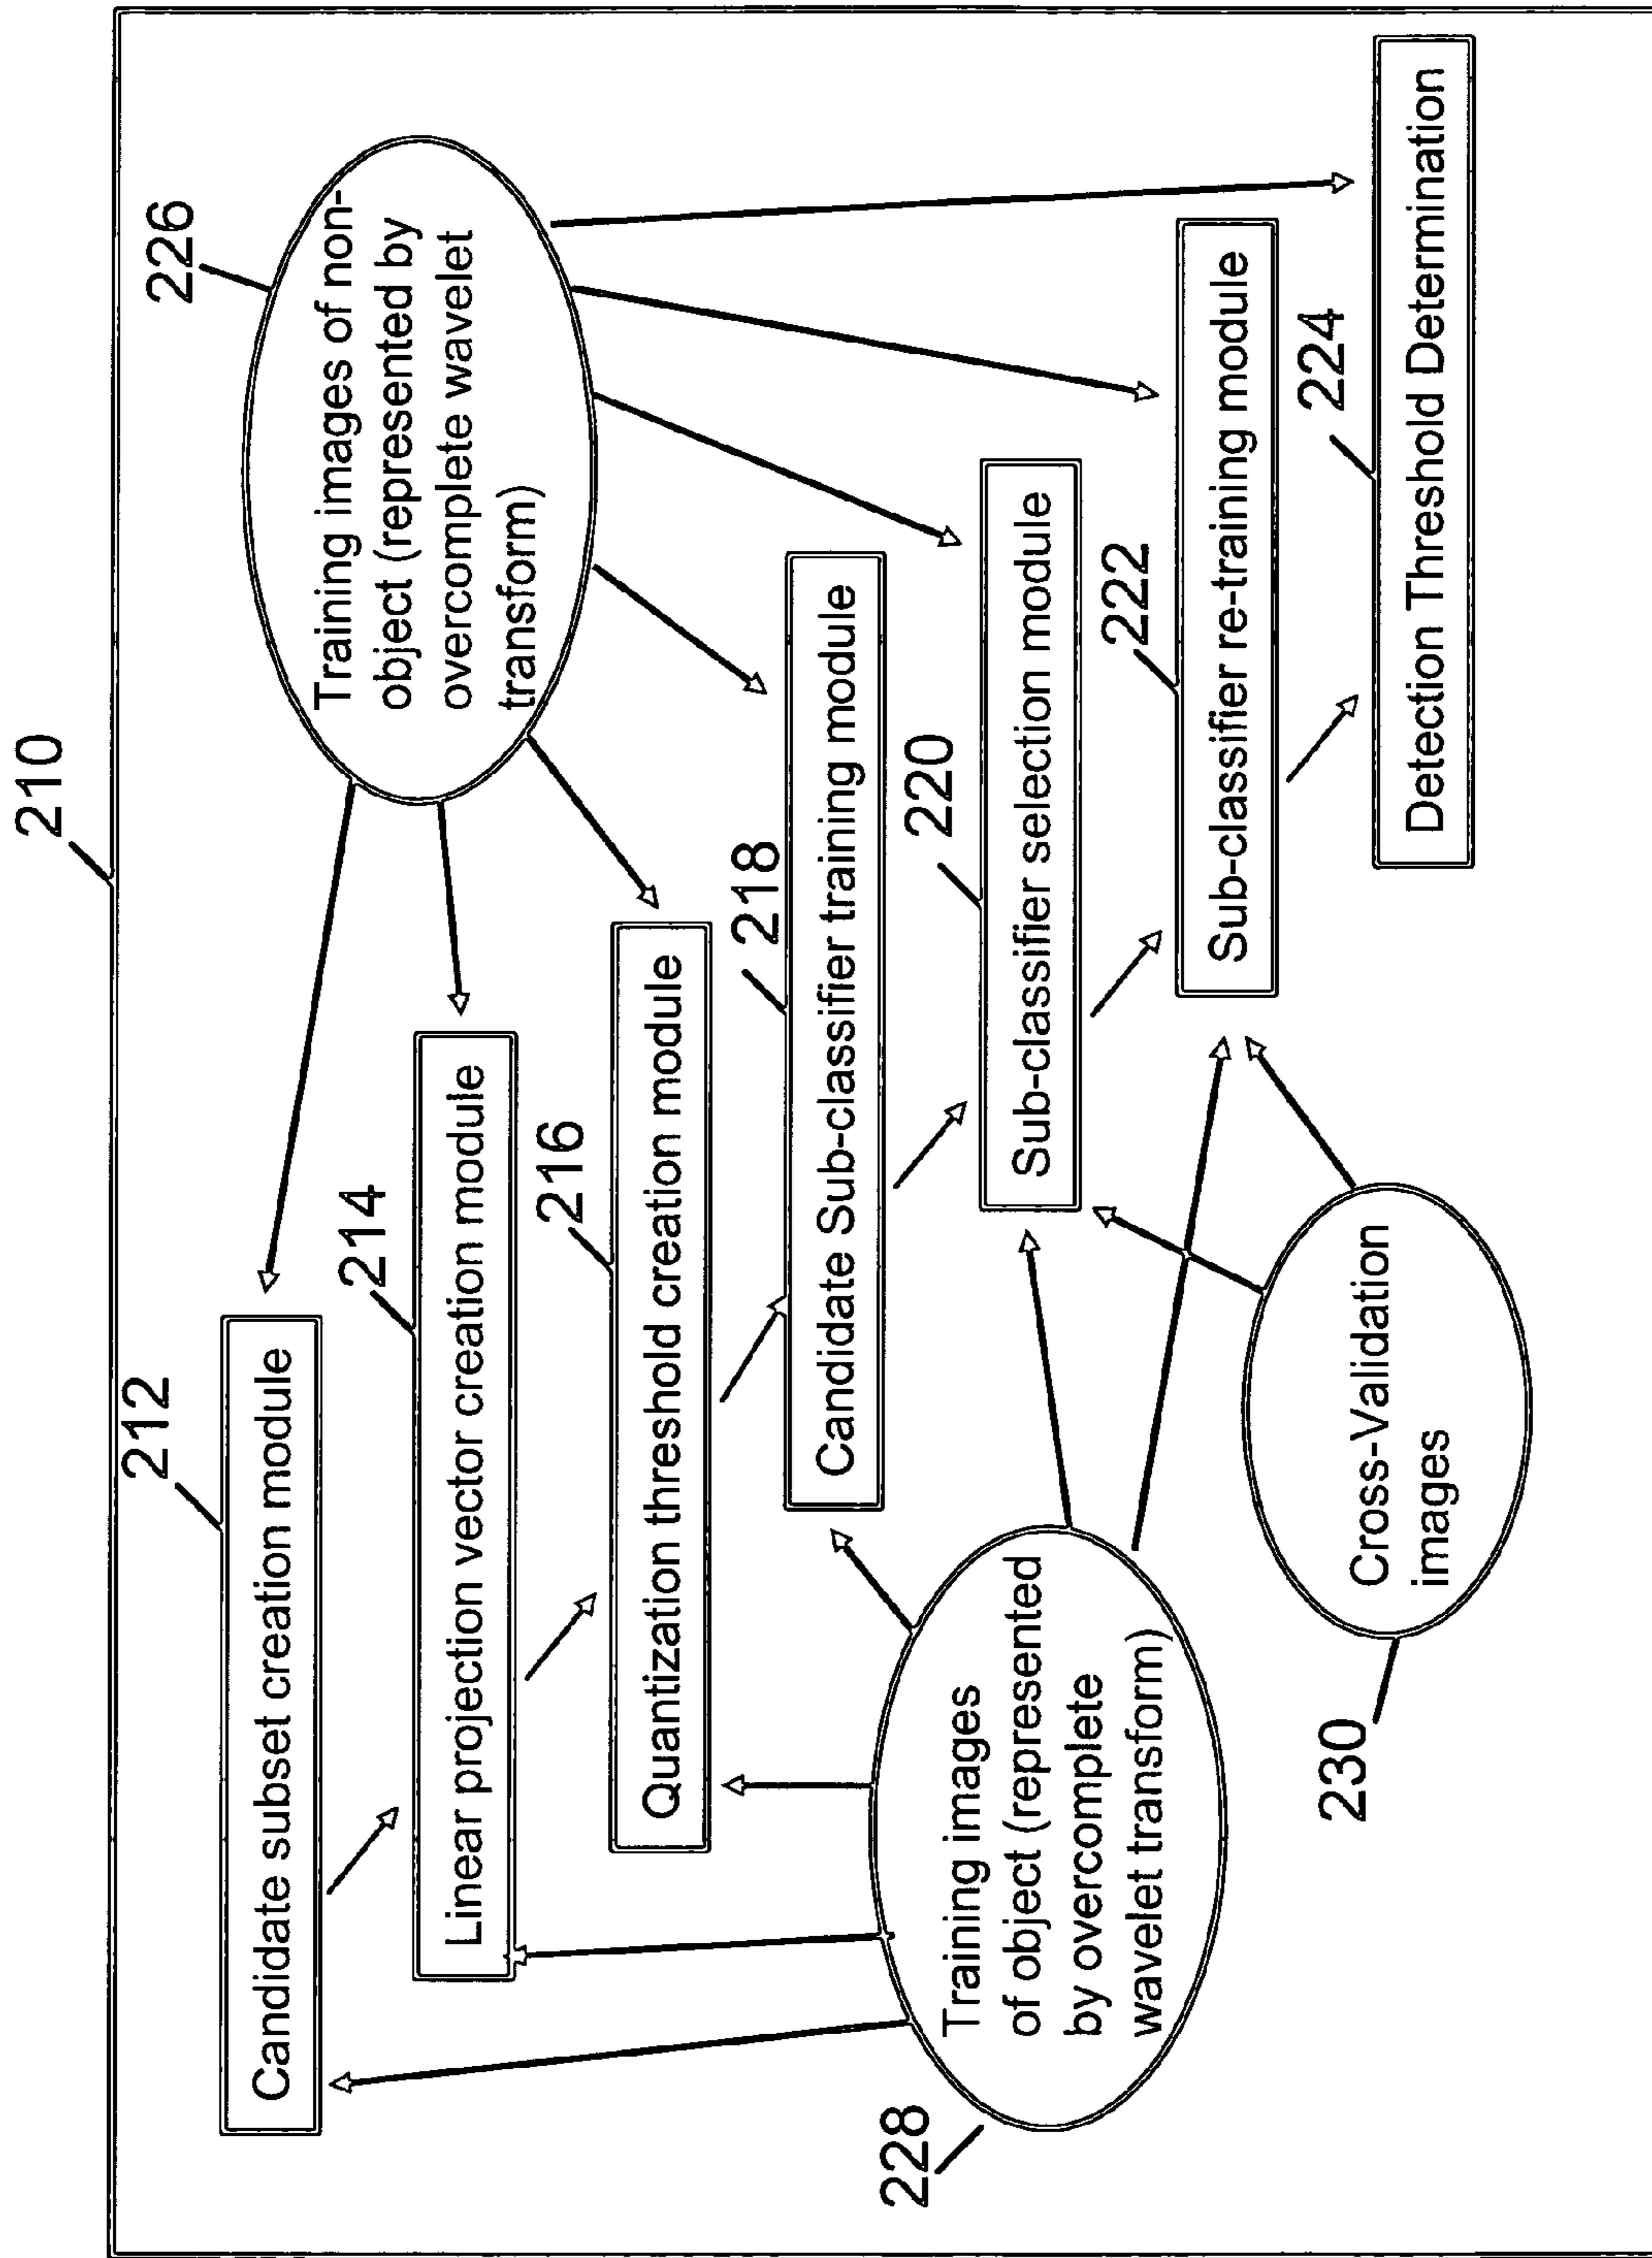 210
212
Candidate subset creation module
214
Linear projection vector creation module
216
Quantization threshold creation module
218
Candidate Sub-classifier training module
220
Sub-classifier selection module
222
Sub-classifier re-training module
224
Detection Threshold Determination
226
Training images of non-
object (represented by
overcomplete wavelet
transform)
228
Training images
of object (represented
by overcomplete
wavelet transform)
230
Cross-Validation
images